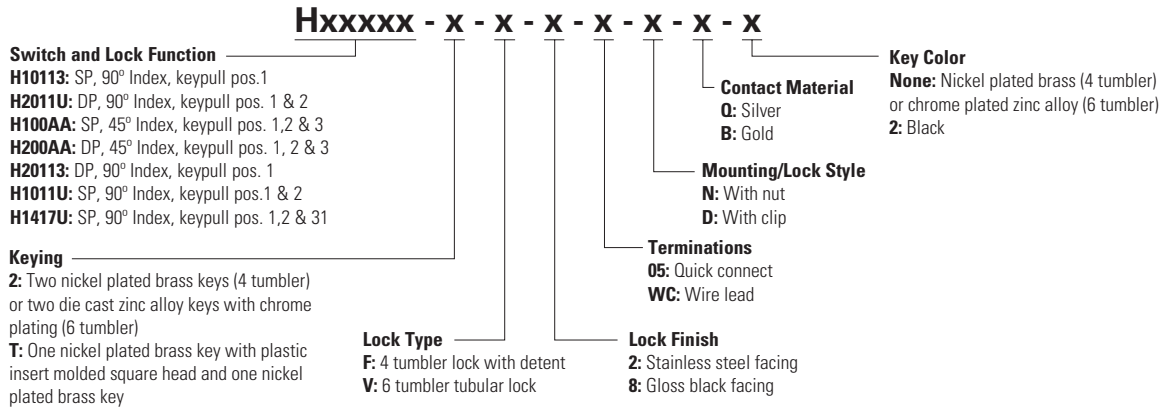 Hxxxxx - x - x - x - x - x - x - x
Switch and Lock Function
H10113: SP, 90º Index, keypull pos.1
H2011U: DP, 90º Index, keypull pos. 1 & 2
H100AA: SP, 45º Index, keypull pos. 1,2 & 3
H200AA: DP, 45º Index, keypull pos. 1, 2 & 3
H20113: DP, 90º Index, keypull pos. 1
H1011U: SP, 90º Index, keypull pos.1 & 2
H1417U: SP, 90º Index, keypull pos. 1,2 & 31
Keying
2: Two nickel plated brass keys (4 tumbler)
or two die cast zinc alloy keys with chrome
plating (6 tumbler)
T: One nickel plated brass key with plastic
insert molded square head and one nickel
plated brass key
Lock Type
F: 4 tumbler lock with detent
V: 6 tumbler tubular lock
Lock Finish
2: Stainless steel facing
8: Gloss black facing
Terminations
05: Quick connect
WC: Wire lead
Mounting/Lock Style
N: With nut
D: With clip
Contact Material
Q: Silver
B: Gold
Key Color
None: Nickel plated brass (4 tumbler)
or chrome plated zinc alloy (6 tumbler)
2: Black